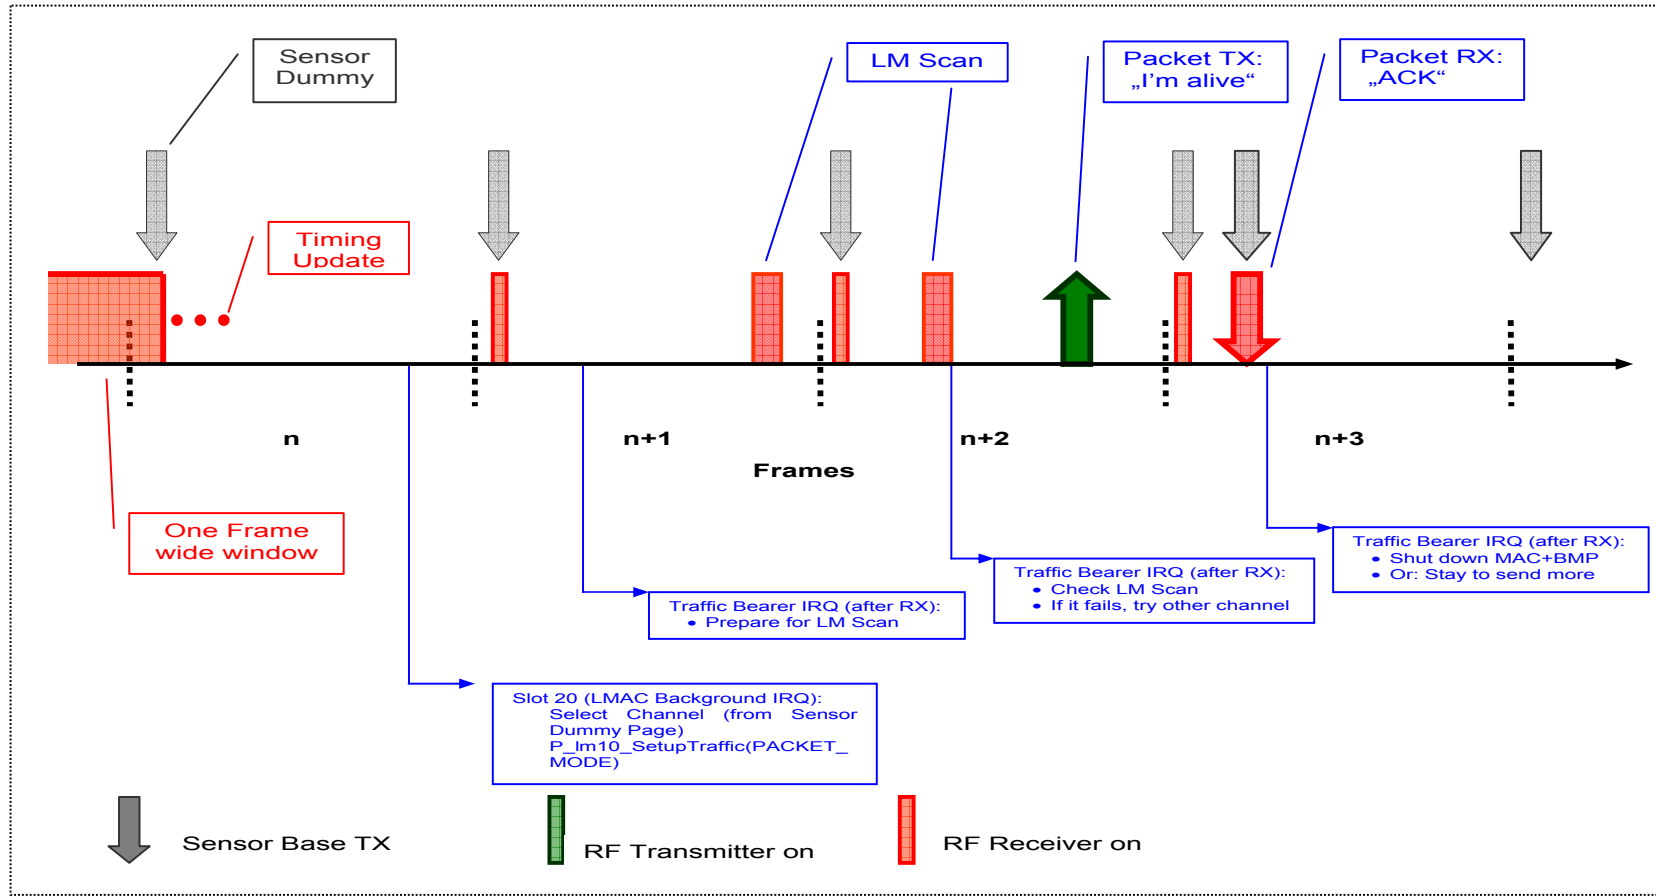 Sensor
Dummy
LM Scan
Packet TX:
„I'm alive“
Packet RX:
„ACK“
Timing
Update
n
n+1
n+2
n+3
Frames
One Frame
wide window
Traffic Bearer IRQ (after RX):
• Prepare for LM Scan
Traffic Bearer IRQ (after RX):
• Check LM Scan
• If it fails, try other channel
Traffic Bearer IRQ (after RX):
• Shut down MAC+BMP
• Or: Stay to send more
Slot 20 (LMAC Background IRQ):
Select Channel (from Sensor
Dummy Page)
P_lm10_SetupTraffic(PACKET_
MODE)
Sensor Base TX
RF Transmitter on
RF Receiver on